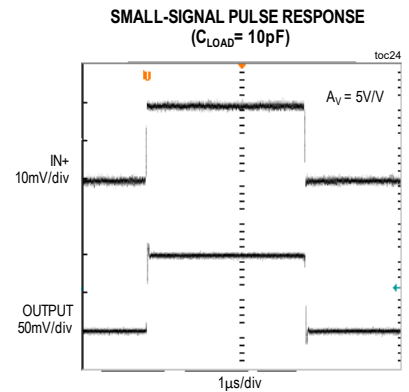 SMALL-SIGNAL PULSE RESPONSE
(CLOAD= 10pF)
toc24
AV = 5V/V
IN+
10mV/div
OUTPUT
50mV/div
1μs/div